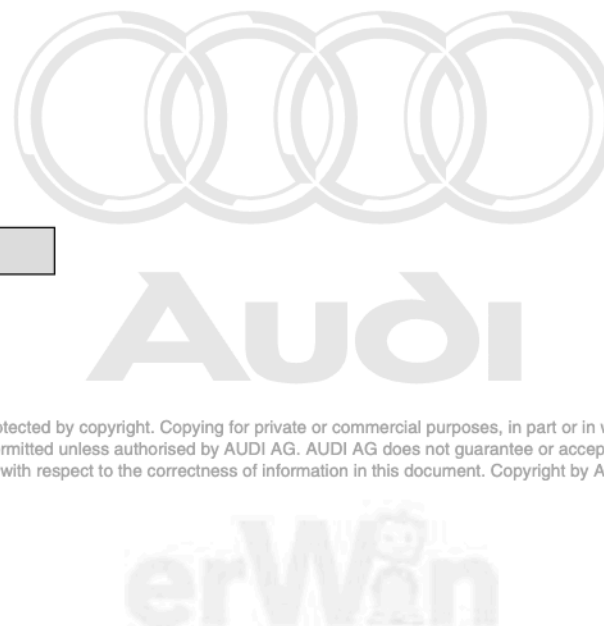 Audi
otected by copyright. Copying for private or commercial purposes, in part or in w
ermitted unless authorised by AUDI AG. AUDI AG does not guarantee or accep
with respect to the correctness of information in this document. Copyright by A
erWin